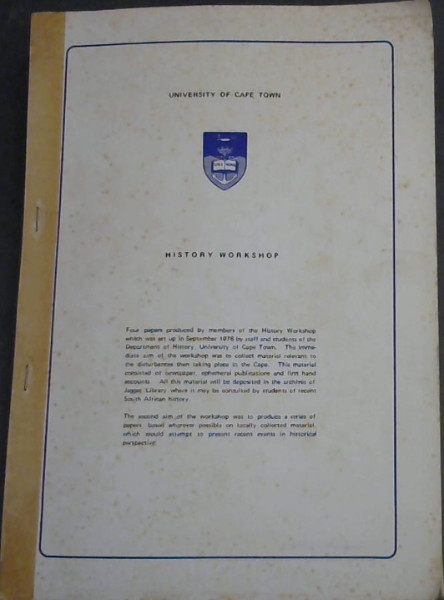 UNIVERSITY OF CAPE TOWN
HISTORY WORKSHOP
Four papers produced by members of the History Workshop
which was set up in September 1976 by staff and students of the
Department of History, University of Cape Town. The imme-
diate aim of the workshop was to collect material relevant to
the disturbances then taking place in the Cape. This material
consisted of newspaper, ephemeral publications and first hand
accounts. All this material will be deposited in the archives of
Jagger Library where it may be consulted by students of recent
South African history.
The second aim of the workshop was to produce a series of
papers, based wherever possible on locally collected material,
which would attempt to present recent events in historical
perspective.